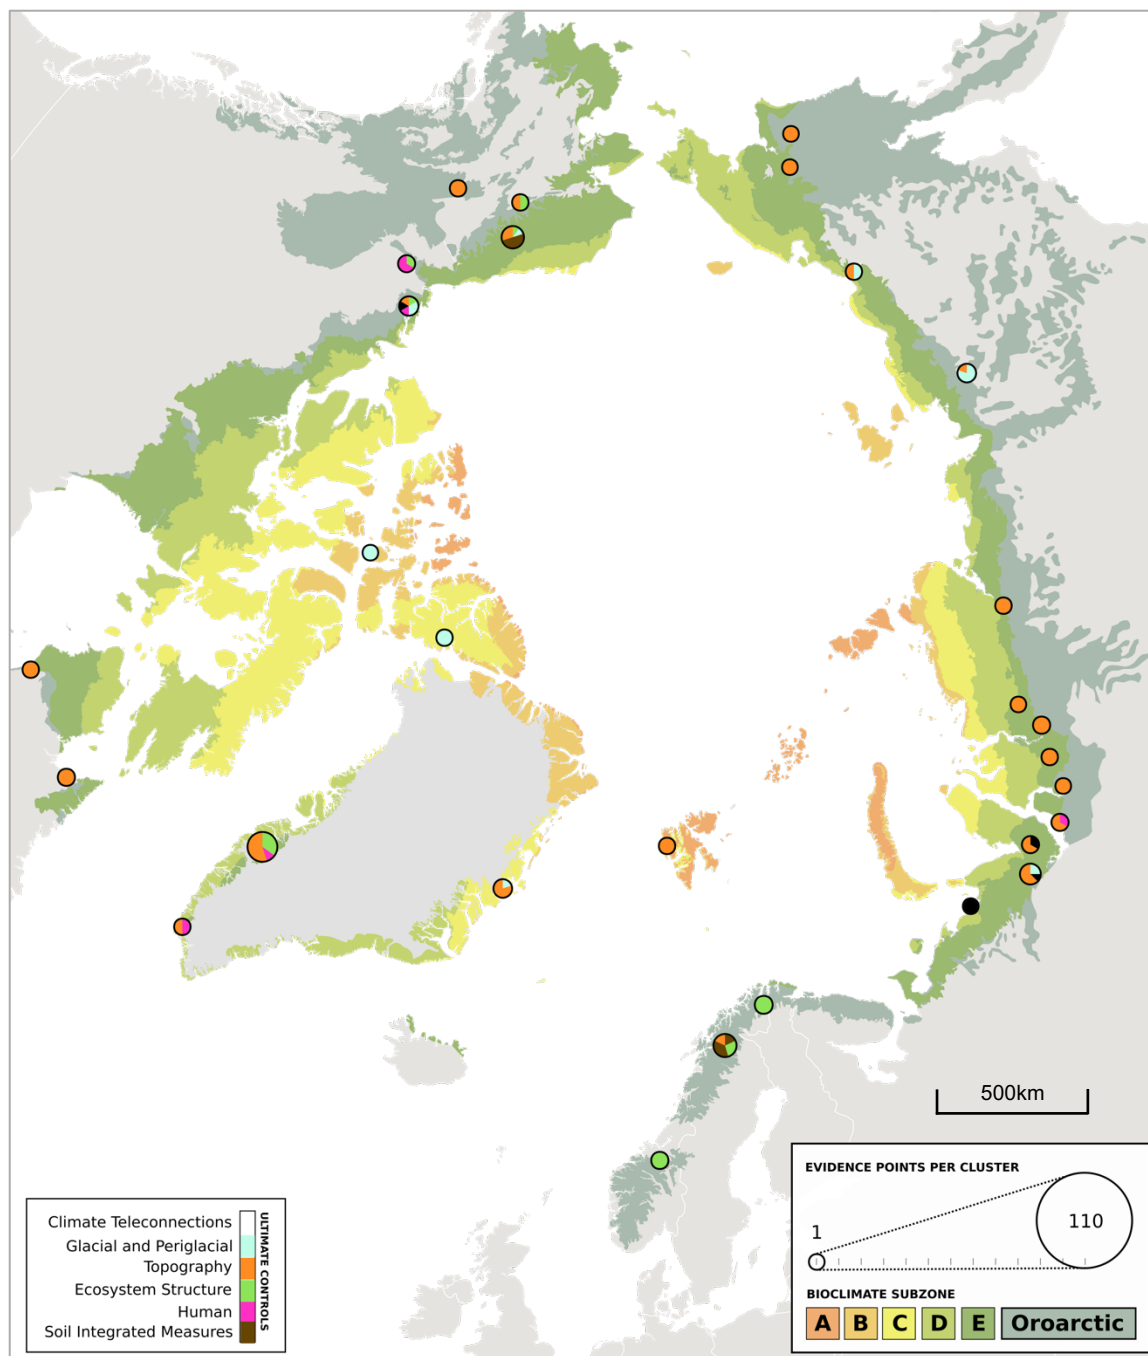 500km
EVIDENCE POINTS PER CLUSTER
1
110
BIOCLIMATE SUBZONE
A B C D E Oroarctic
Climate Teleconnections
Glacial and Periglacial
Topography
Ecosystem Structure
Human
Soil Integrated Measures
ULTIMATE CONTROLS